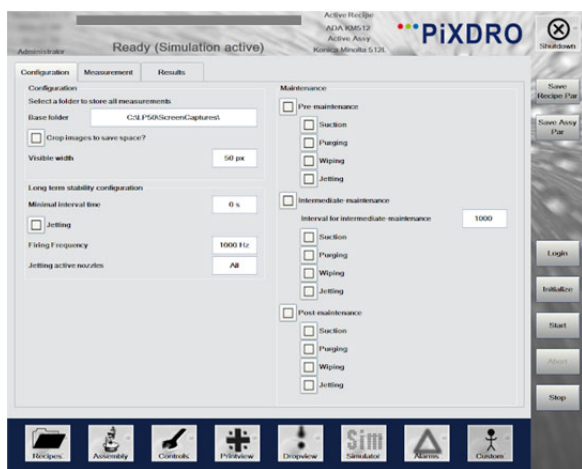 Active Recipe
ADA KM512
Active Assy
Konica Minolta 512L
Administrator
Ready (Simulation active)
PiXDRO
Shutdown
Configuration Measurement Results
Configuration
Select a folder to store all measurements
Base folder C:\LP50\ScreenCaptures\
Crop images to save space?
Visible width 50 px
Long term stability configuration
Minimal interval time 0 s
Jetting
Firing Frequency 1000 Hz
Jetting active nozzles All
Maintenance
Pre-maintenance
Suction
Purging
Wiping
Jetting
Intermediate-maintenance
Interval for intermediate-maintenance 1000
Suction
Purging
Wiping
Jetting
Post-maintenance
Suction
Purging
Wiping
Jetting
Save
Recipe Par
Save Assy
Par
Login
Initialize
Start
Abort
Stop
Recipes
Assembly
Controls
Printview
Dropview
Sim
Simulator
Alarms
Custom